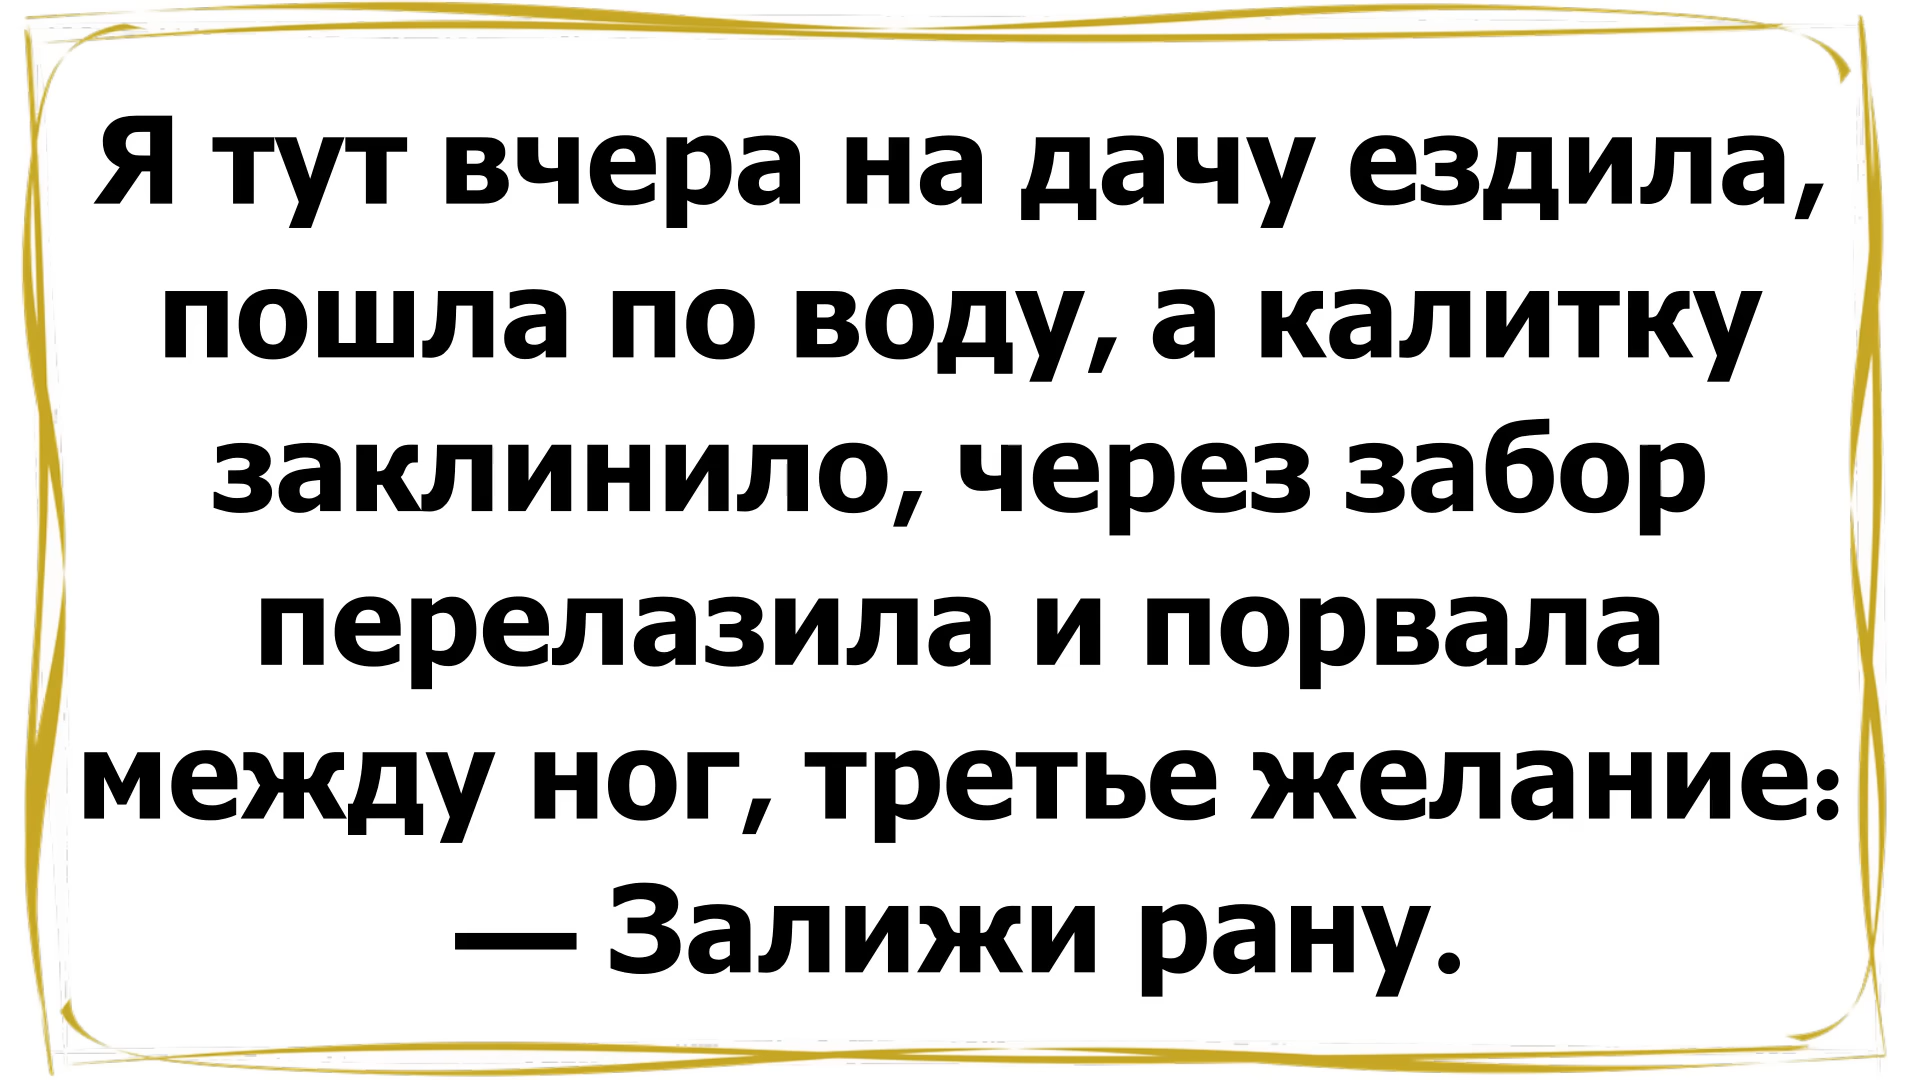 Я тут вчера на дачу ездила,
пошла по воду, а калитку
заклинило, через забор
перелазила и порвала
между ног, третье желание:
— Залижи рану.